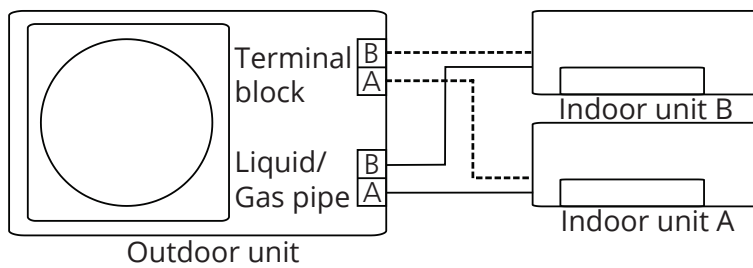 Terminal
block
B
A
Liquid/
Gas pipe
B
A
Outdoor unit
Indoor unit B
Indoor unit A